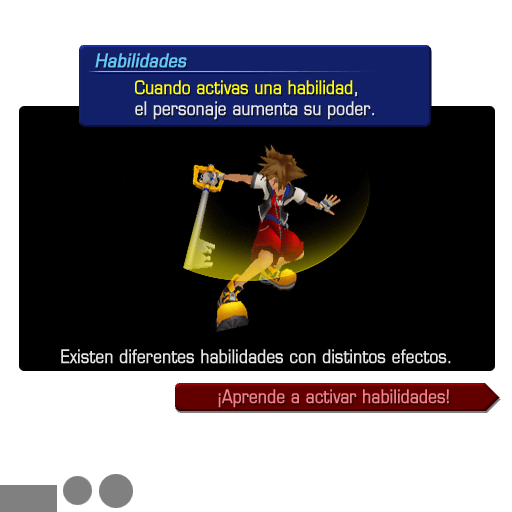 Habilidades
Cuando activas una habilidad,
el personaje aumenta su poder.
Existen diferentes habilidades con distintos efectos.
¡Aprende a activar habilidades!